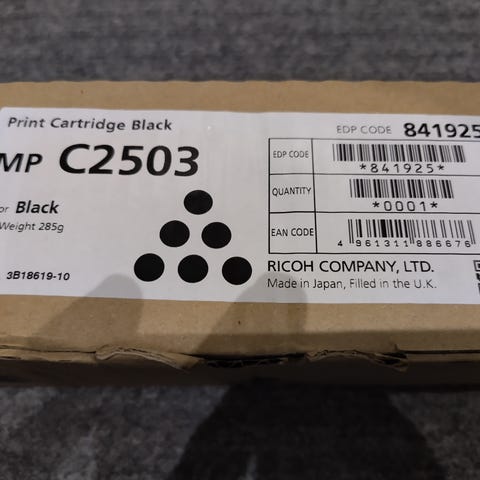 Print Cartridge Black
EDP CODE 841925
MP C2503
EDP CODE
*841925*
QUANTITY
*0001*
or Black
Weight 285g
EAN CODE
4 961311 886676
3B18619-10
RICOH COMPANY, LTD.
Made in Japan, Filled in the U.K.